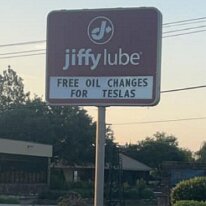 jiffy lube®
FREE OIL CHANGES
FOR TESLAS